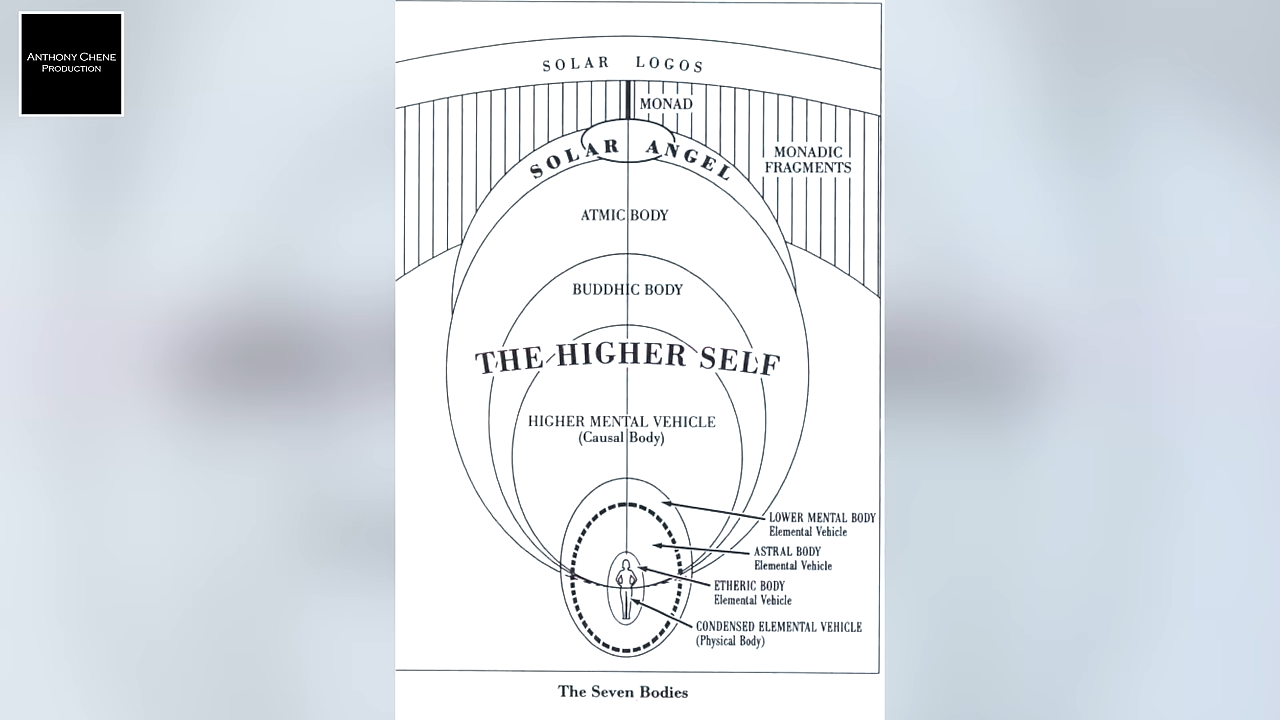 ANTHONY CHENE
PRODUCTION
SOLAR LOGOS
MONAD
SOLAR ANGEL
MONADIC
FRAGMENTS
ATMIC BODY
BUDDHIC BODY
THE HIGHER SELF
HIGHER MENTAL VEHICLE
(Causal Body)
LOWER MENTAL BODY
Elemental Vehicle
ASTRAL BODY
Elemental Vehicle
ETHERIC BODY
Elemental Vehicle
CONDENSED ELEMENTAL VEHICLE
(Physical Body)
The Seven Bodies